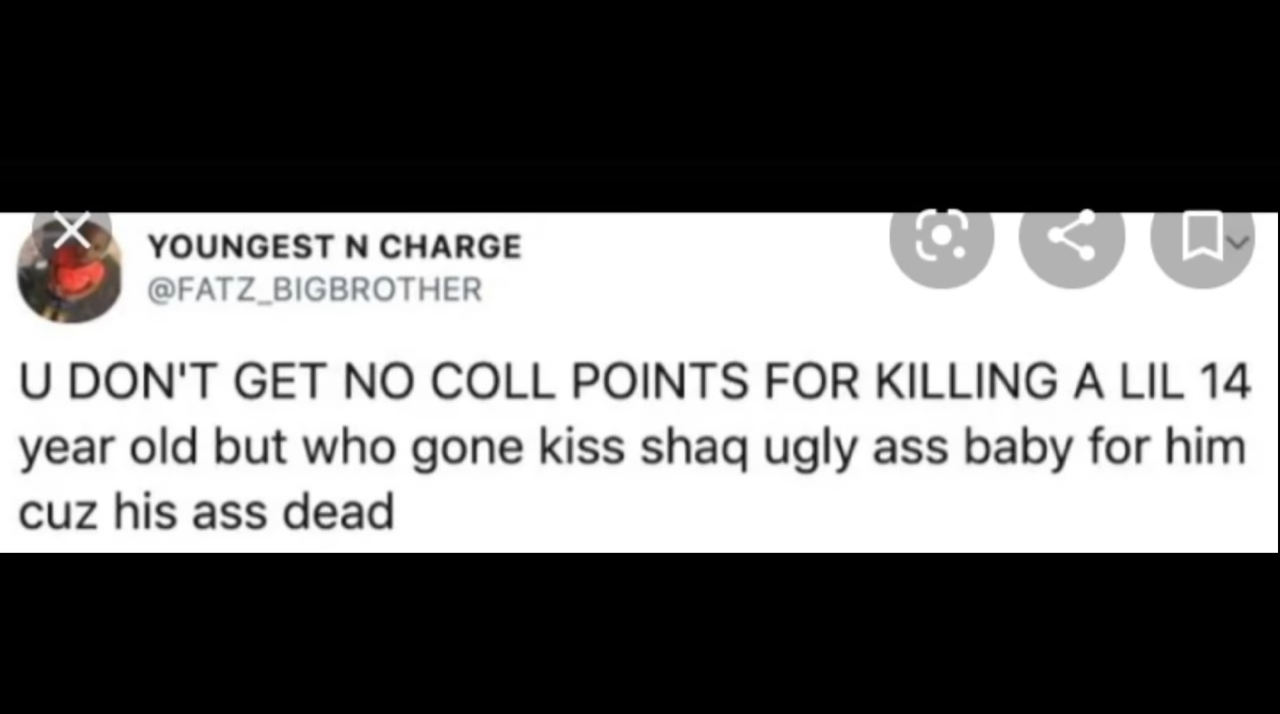 YOUNGEST N CHARGE
@FATZ_BIGBROTHER
U DON'T GET NO COLL POINTS FOR KILLING A LIL 14
year old but who gone kiss shaq ugly ass baby for him
cuz his ass dead